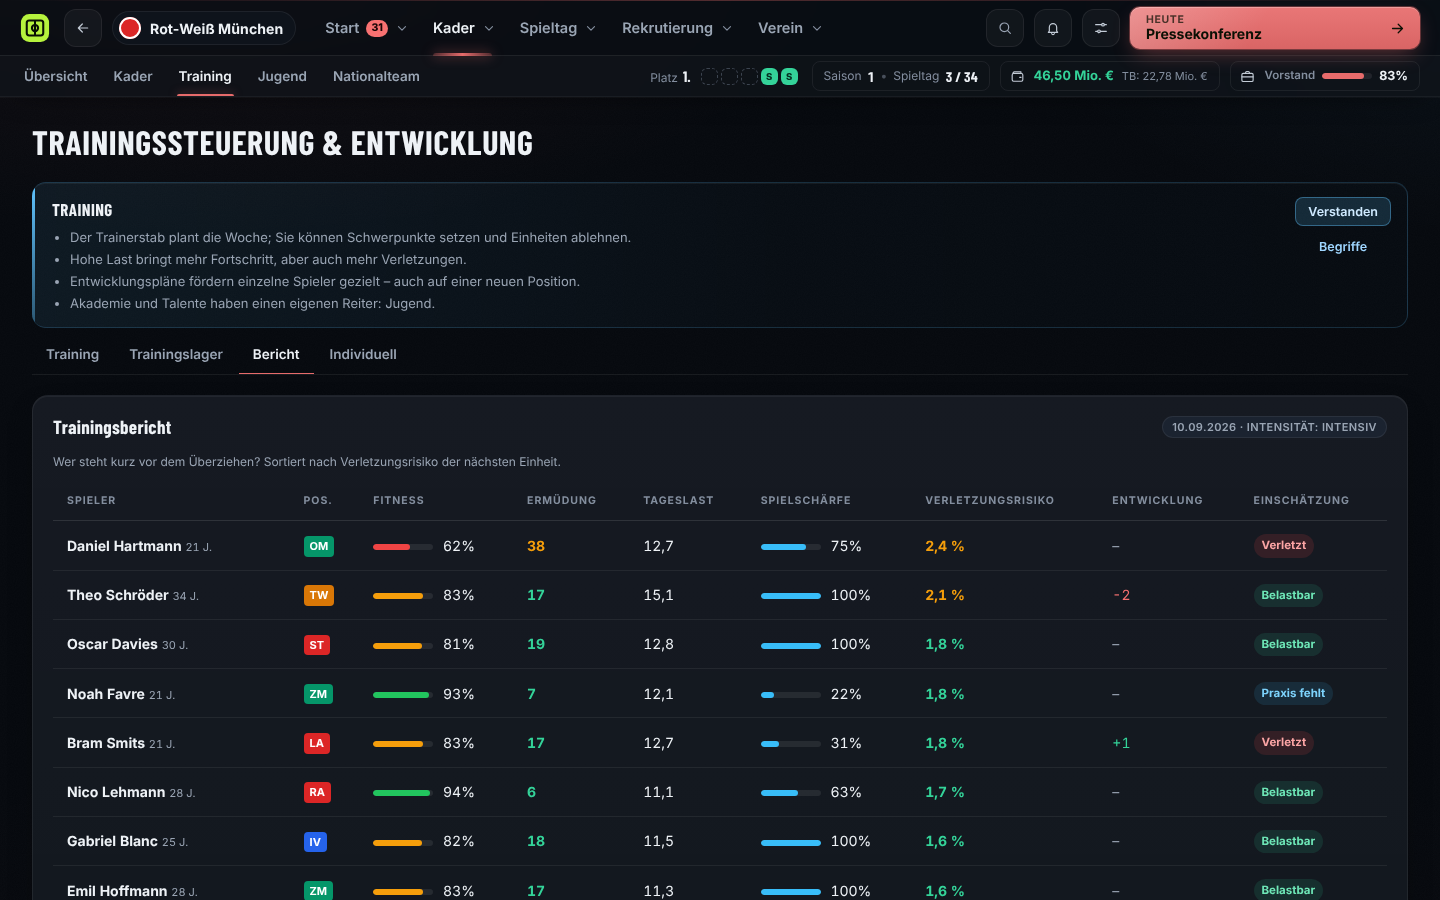 Rot-Weiß München
Start 31
Kader
Spieltag
Rekrutierung
Verein
HEUTE
Pressekonferenz
Übersicht
Kader
Training
Jugend
Nationalteam
Platz 1. S S
Saison 1 • Spieltag 3 / 34
46,50 Mio. € TB: 22,78 Mio. €
Vorstand 83%
TRAININGSSTEUERUNG & ENTWICKLUNG
TRAINING
• Der Trainerstab plant die Woche; Sie können Schwerpunkte setzen und Einheiten ablehnen.
• Hohe Last bringt mehr Fortschritt, aber auch mehr Verletzungen.
• Entwicklungspläne fördern einzelne Spieler gezielt – auch auf einer neuen Position.
• Akademie und Talente haben einen eigenen Reiter: Jugend.
Verstanden
Begriffe
Training
Trainingslager
Bericht
Individuell
Trainingsbericht
10.09.2026 · INTENSITÄT: INTENSIV
Wer steht kurz vor dem Überziehen? Sortiert nach Verletzungsrisiko der nächsten Einheit.
SPIELER POS. FITNESS ERMÜDUNG TAGESLAST SPIELSCHÄRFE VERLETZUNGSRISIKO ENTWICKLUNG EINSCHÄTZUNG
Daniel Hartmann 21 J. OM 62% 38 12,7 75% 2,4 % – Verletzt
Theo Schröder 34 J. TW 83% 17 15,1 100% 2,1 % -2 Belastbar
Oscar Davies 30 J. ST 81% 19 12,8 100% 1,8 % – Belastbar
Noah Favre 21 J. ZM 93% 7 12,1 22% 1,8 % – Praxis fehlt
Bram Smits 21 J. LA 83% 17 12,7 31% 1,8 % +1 Verletzt
Nico Lehmann 28 J. RA 94% 6 11,1 63% 1,7 % – Belastbar
Gabriel Blanc 25 J. IV 82% 18 11,5 100% 1,6 % – Belastbar
Emil Hoffmann 28 J. ZM 83% 17 11,3 100% 1,6 % – Belastbar